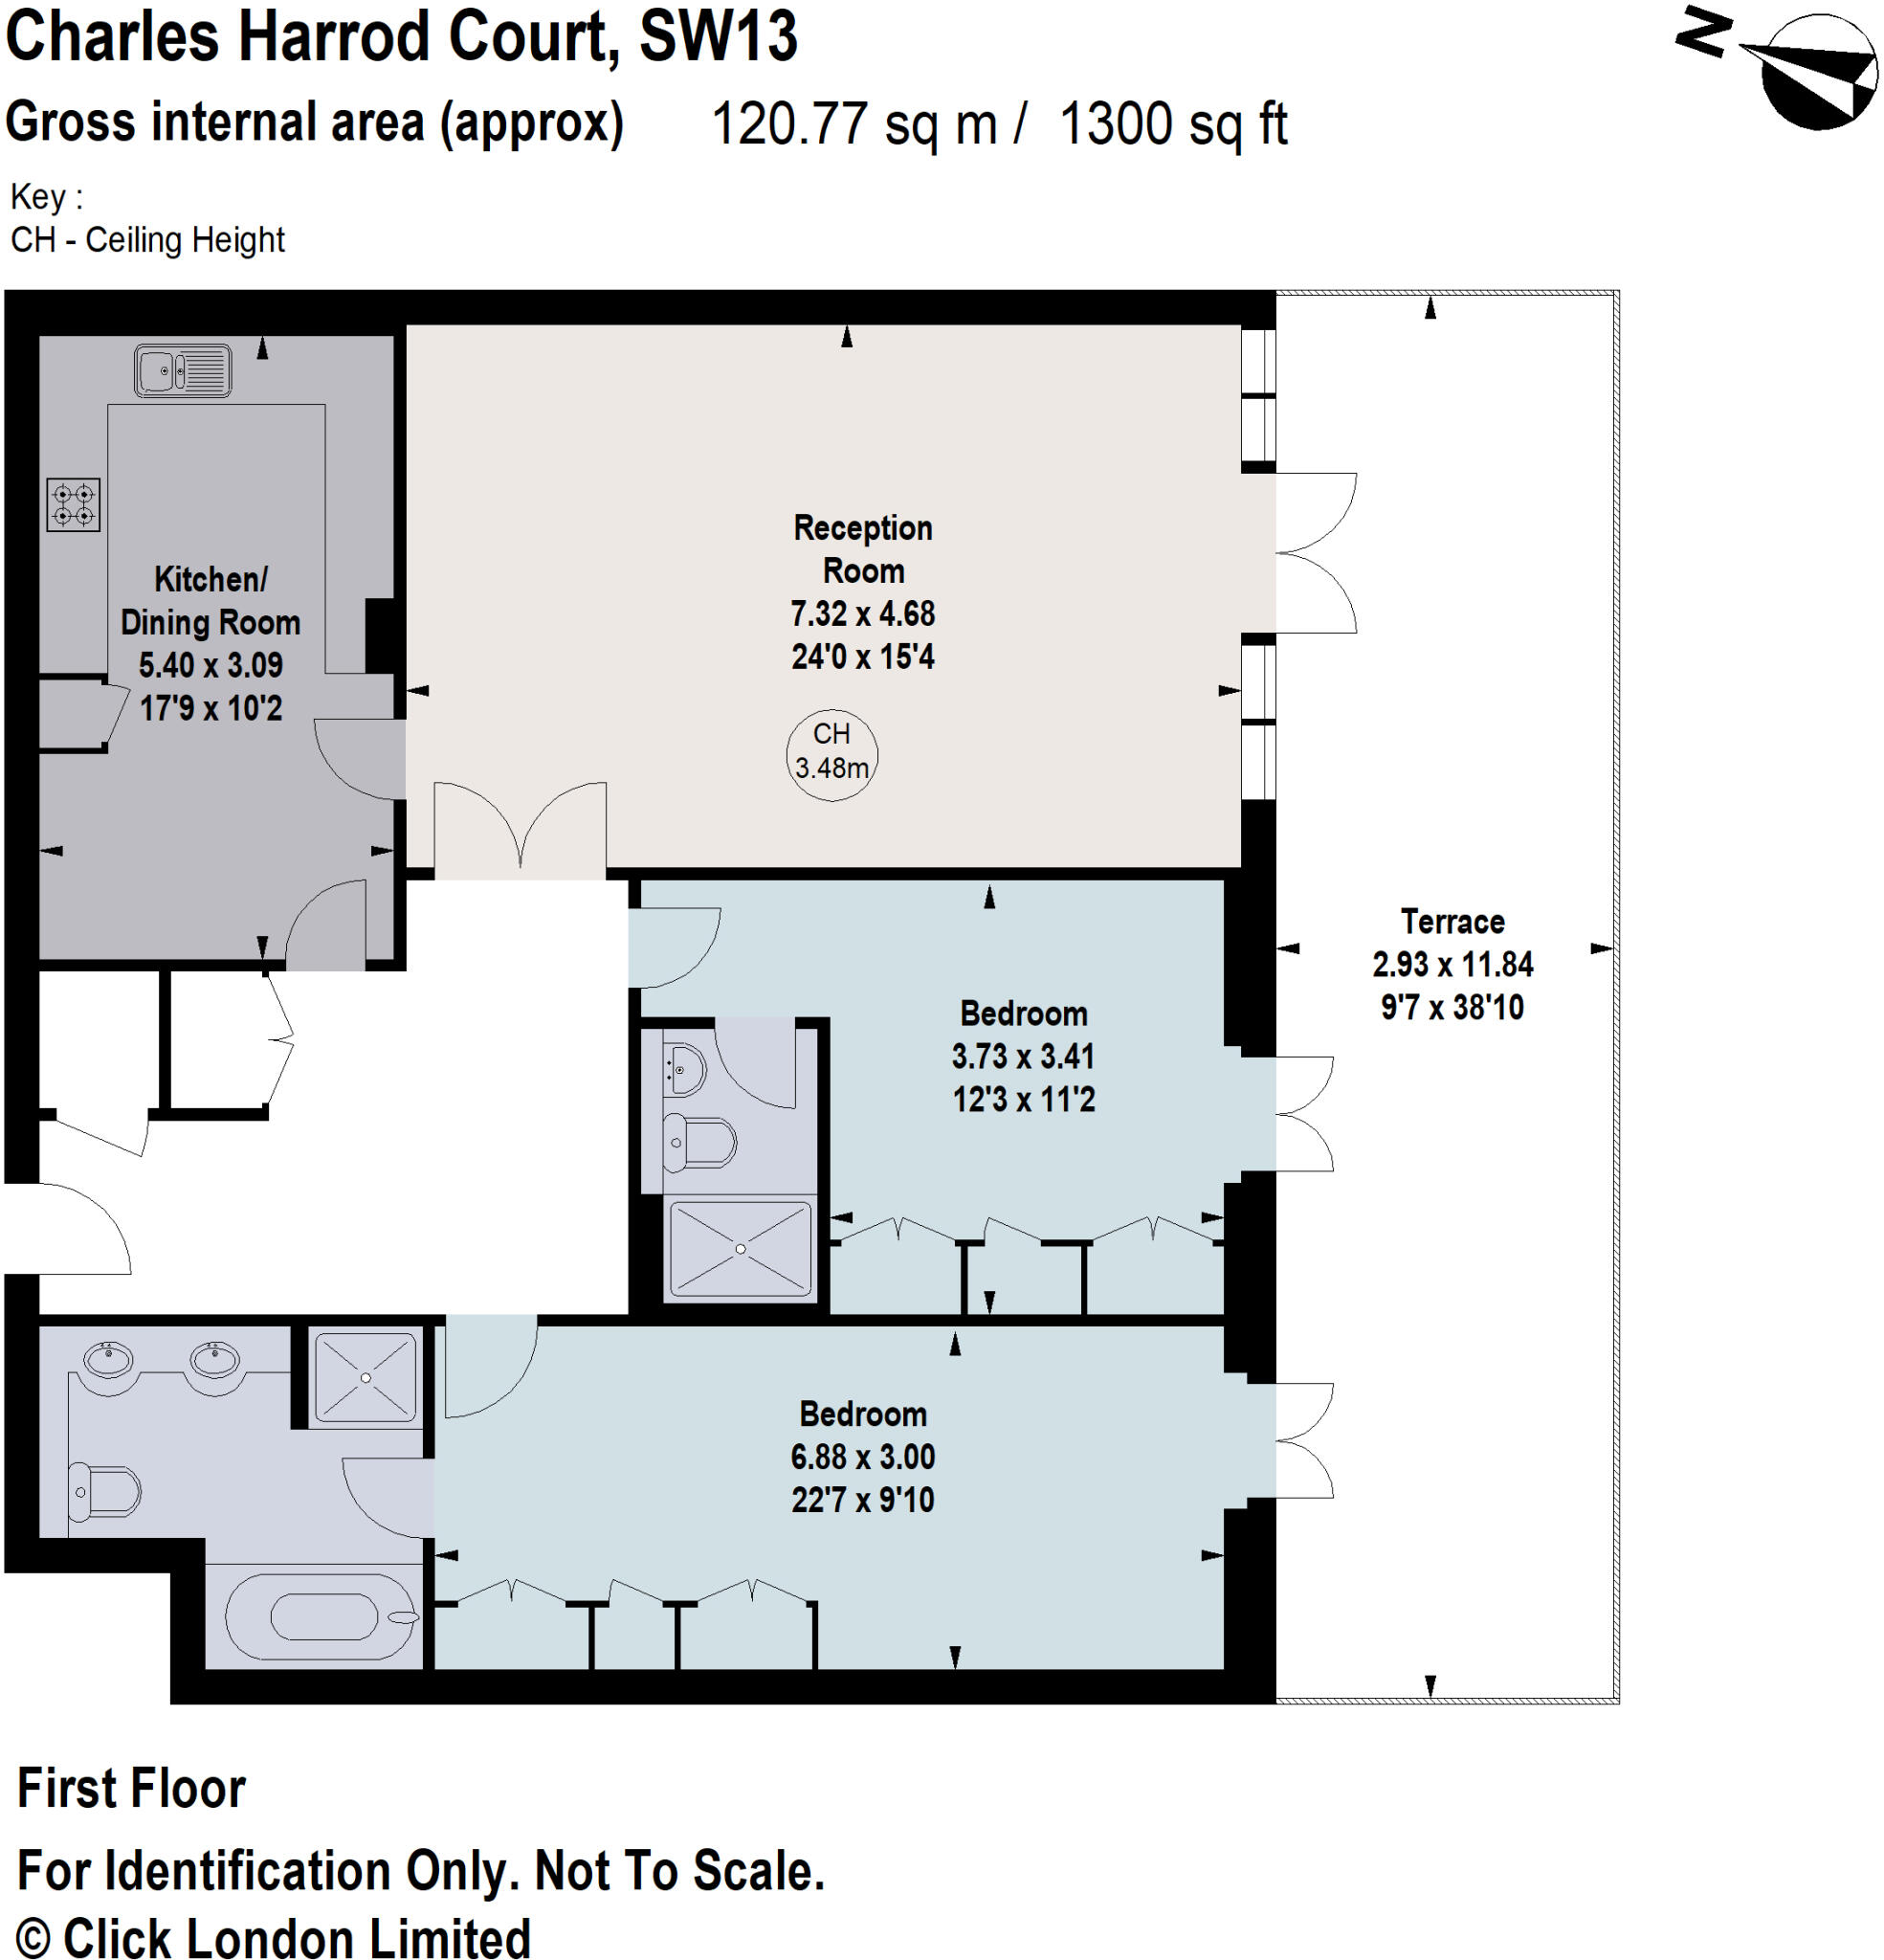 Charles Harrod Court, SW13
N
Gross internal area (approx) 120.77 sq m / 1300 sq ft
Key :
CH - Ceiling Height
Reception
Room
7.32 x 4.68
24'0 x 15'4
CH
3.48m
Kitchen/
Dining Room
5.40 x 3.09
17'9 x 10'2
Terrace
2.93 x 11.84
9'7 x 38'10
Bedroom
3.73 x 3.41
12'3 x 11'2
Bedroom
6.88 x 3.00
22'7 x 9'10
First Floor
For Identification Only. Not To Scale.
© Click London Limited